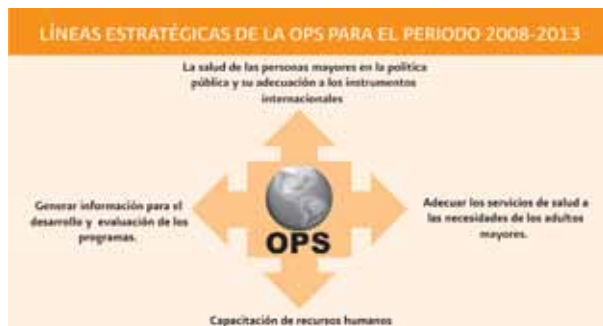 LÍNEAS ESTRATÉGICAS DE LA OPS PARA EL PERIODO 2008-2013
La salud de las personas mayores en la política
pública y su adecuación a los instrumentos
internacionales
Generar información para el
desarrollo y evaluación de los
programas.
Adecuar los servicios de salud a
las necesidades de los adultos
mayores.
OPS
Capacitación de recursos humanos